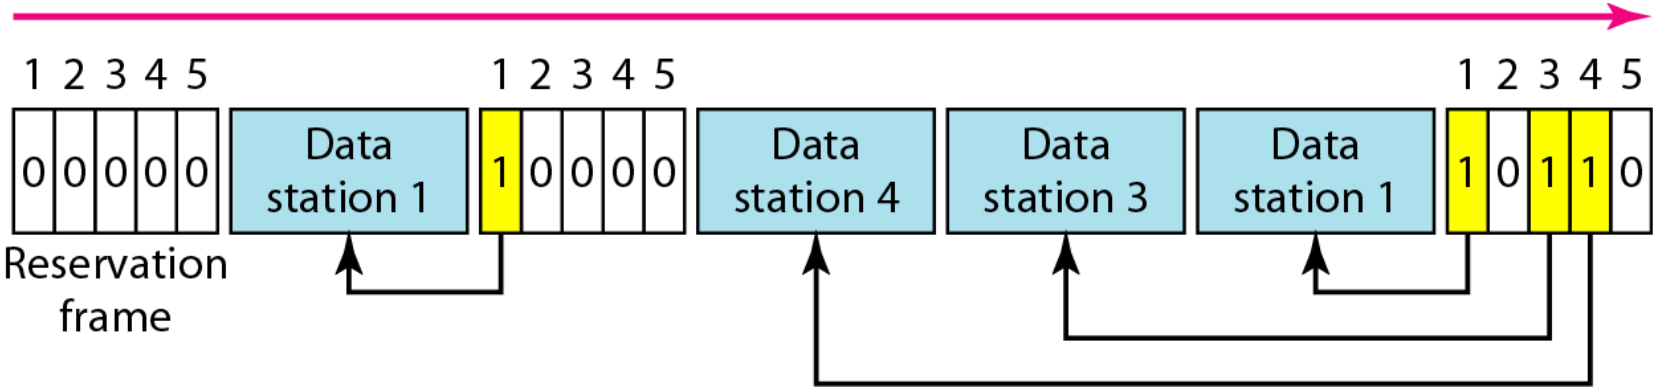 1 2 3 4 5 1 2 3 4 5 1 2 3 4 5
0 0 0 0 0 Data station 1 1 0 0 0 0 Data station 4 Data station 3 Data station 1 1 0 1 1 0
Reservation
frame